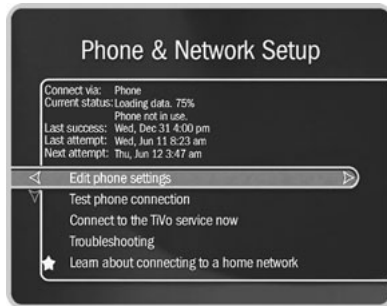 Phone & Network Setup
Connect via: Phone
Current status: Loading data. 75%
Phone not in use.
Last success: Wed, Dec 31 4:00 pm
Last attempt: Wed, Jun 11 8:23 am
Next attempt: Thu, Jun 12 3:47 am
Edit phone settings
Test phone connection
Connect to the TiVo service now
Troubleshooting
Learn about connecting to a home network